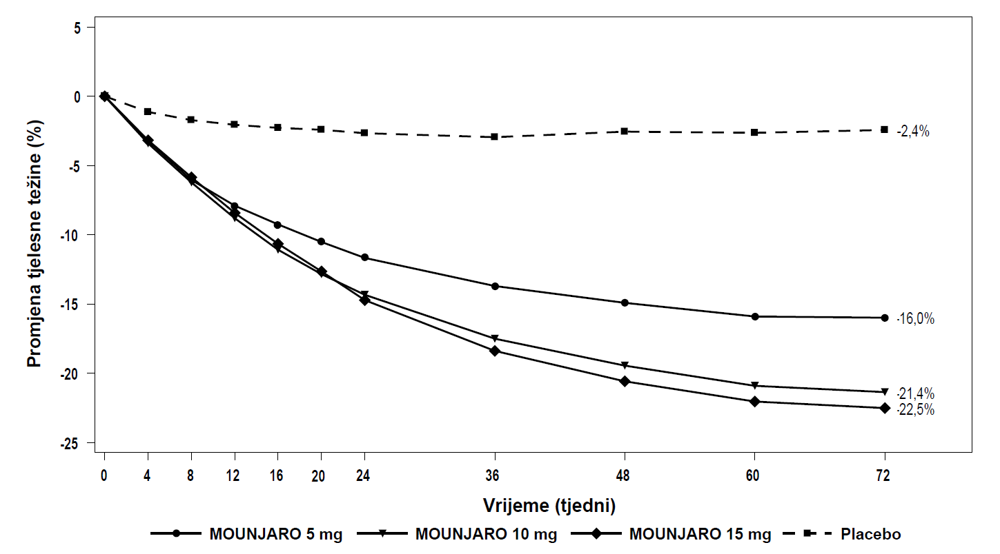 Promjena tjelesne težine (%)
5
0
-5
-10
-15
-20
-25
-2,4%
-16,0%
-21,4%
-22,5%
0 4 8 12 16 20 24 36 48 60 72
Vrijeme (tjedni)
MOUNJARO 5 mg MOUNJARO 10 mg MOUNJARO 15 mg Placebo